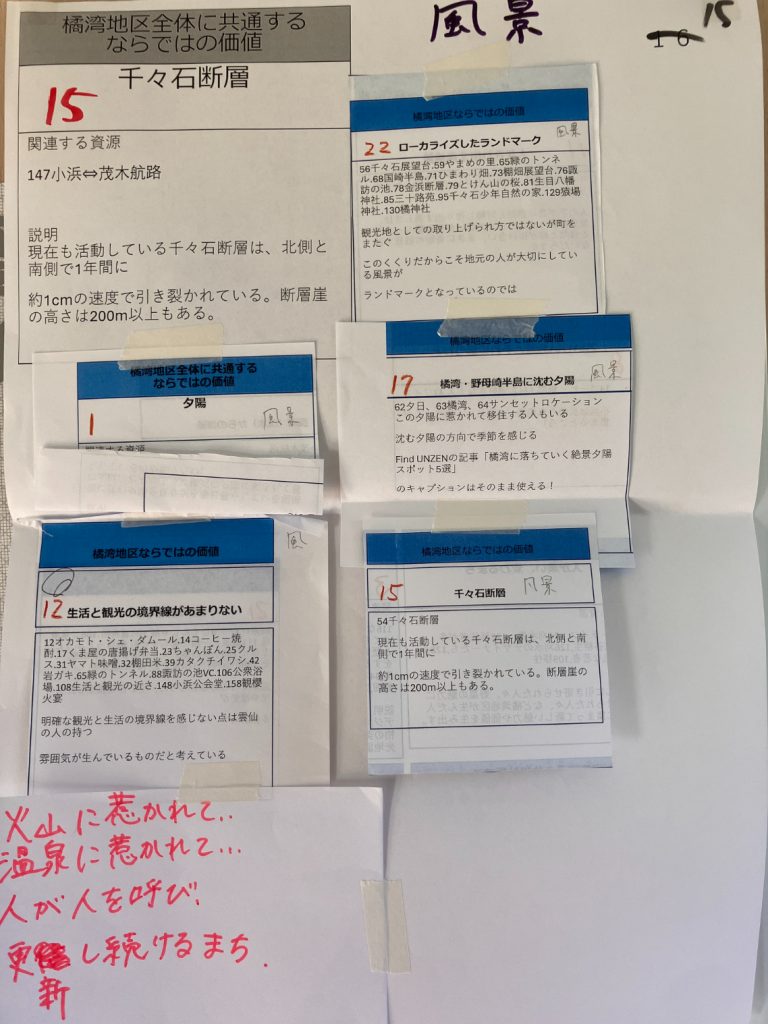 風景
16
15
橘湾地区全体に共通する
ならではの価値
千々石断層
15
関連する資源
147小浜⇔茂木航路
説明
現在も活動している千々石断層は、北側と
南側で1年間に
約1cmの速度で引き裂かれている。断層崖
の高さは200m以上もある。
橘湾地区ならではの価値
22 ローカライズしたランドマーク 風景
56千々石展望台.59やまめの里.65緑のトンネ
ル.68国崎半島.71ひまわり畑.73棚畑展望台.76諏
訪の池.78金浜断層.79とけん山の桜.81生目八幡
神社.85三十路苑.95千々石少年自然の家.129猿場
神社.130橘神社
観光地としての取り上げられ方ではないが町を
またぐ
このくくりだからこそ地元の人が大切にしてい
る風景が
ランドマークとなっているのでは
橘湾地区全体に共通する
ならではの価値
夕陽
1
風景
関連する資源
橘湾地区ならではの価値
17 橘湾・野母崎半島に沈む夕陽 風景
62夕日、63橘湾、64サンセットロケーション
この夕陽に惹かれて移住する人もいる
沈む夕陽の方向で季節を感じる
Find UNZENの記事「橘湾に落ちていく絶景夕陽
スポット5選」
のキャプションはそのまま使える！
橘湾地区ならではの価値
風
12 生活と観光の境界線があまりない
12オカモト・シェ・ダムール.14コーヒー焼
酎.17くま屋の唐揚げ弁当.23ちゃんぽん.25クル
ス.31ヤマト味噌.32棚田米.39カタクチイワシ.42
岩ガキ.65緑のトンネル.88諏訪の池VC.106公衆浴
場.108生活と観光の近さ.148小浜公会堂.158観櫻
火宴
明確な観光と生活の境界線を感じない点は雲仙
の人の持つ
雰囲気が生んでいるものだと考えている
橘湾地区ならではの価値
15 千々石断層 風景
54千々石断層
現在も活動している千々石断層は、北側と南
側で1年間に
約1cmの速度で引き裂かれている。断層崖の
高さは200m以上もある。
火山に惹かれて..
温泉に惹かれて...
人が人を呼び!
更新し続けるまち.